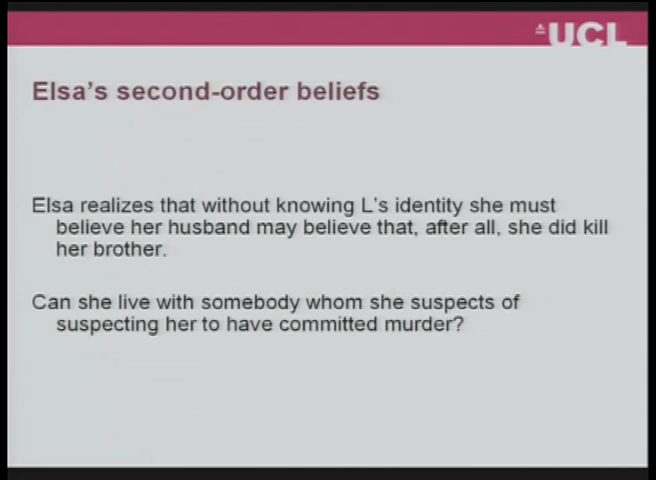 UCL
Elsa's second-order beliefs
Elsa realizes that without knowing L's identity she must
believe her husband may believe that, after all, she did kill
her brother.
Can she live with somebody whom she suspects of
suspecting her to have committed murder?